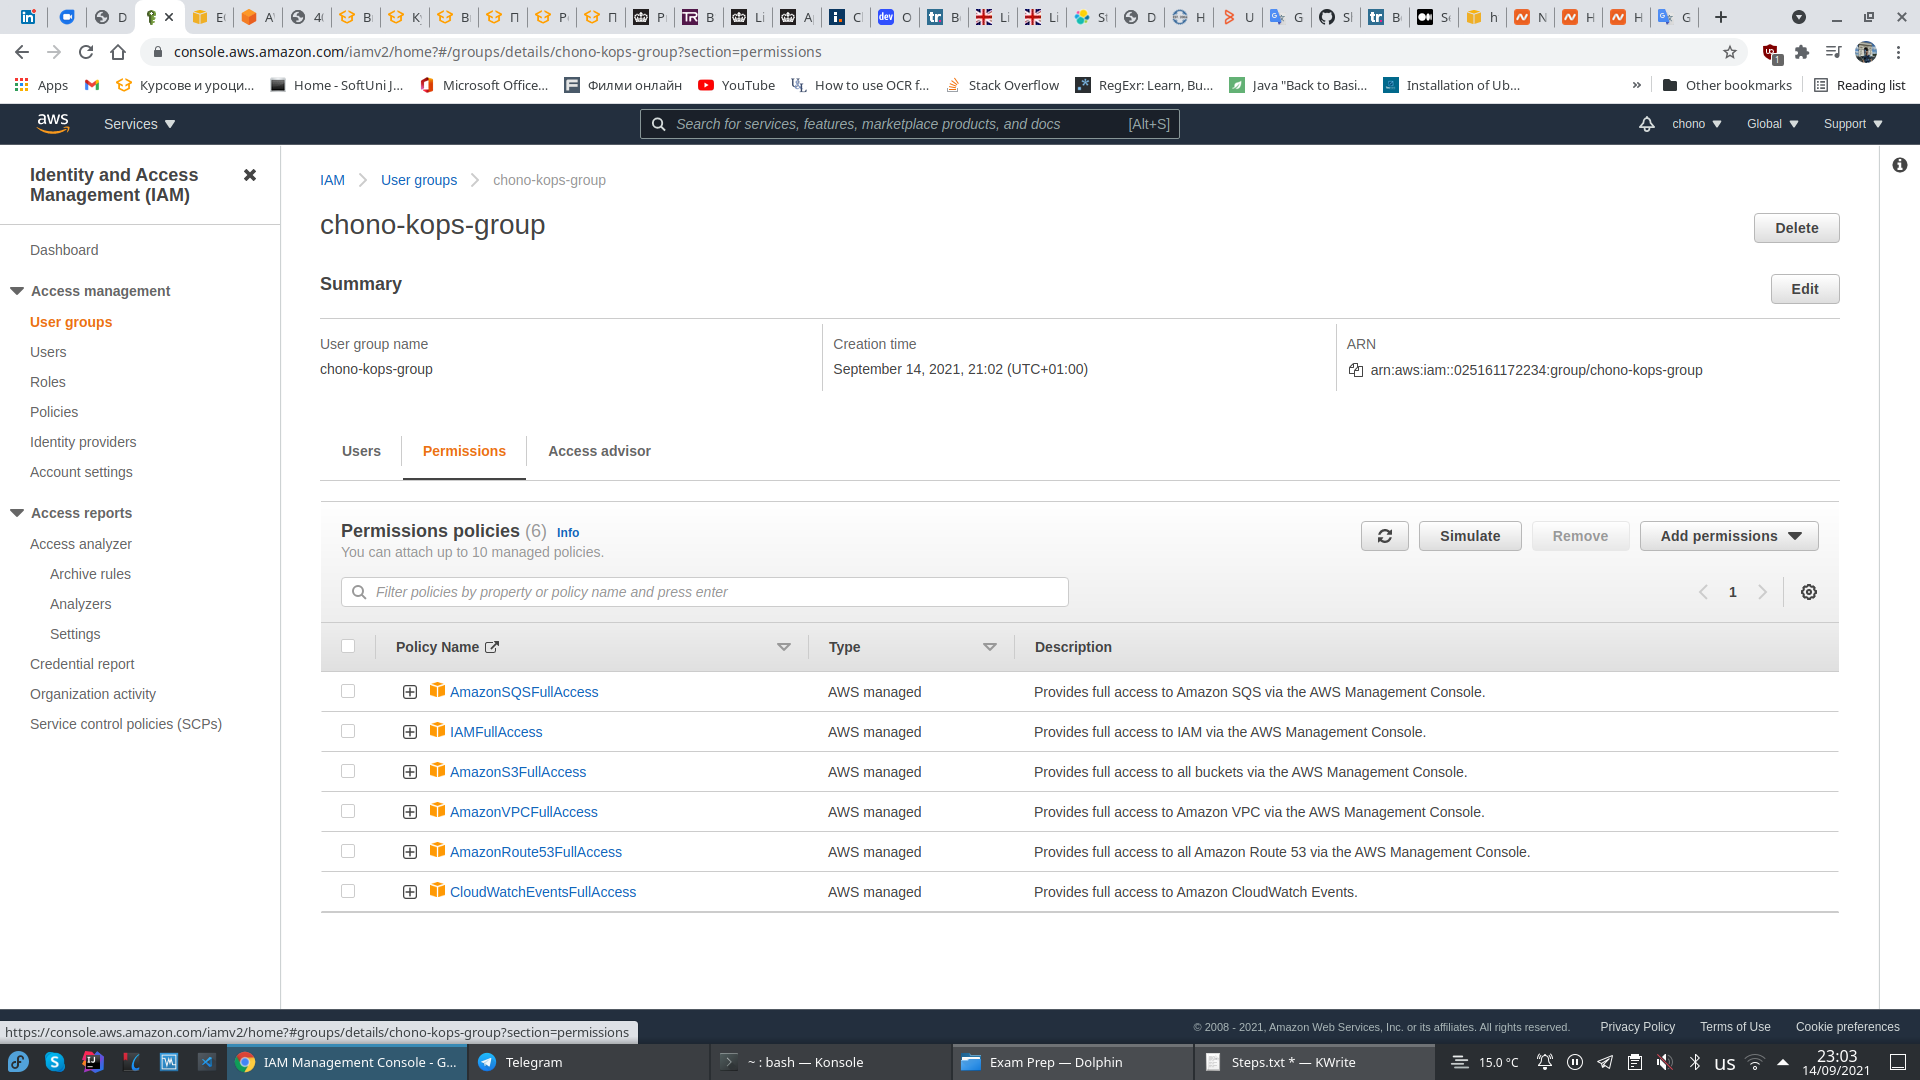 console.aws.amazon.com/iamv2/home?#/groups/details/chono-kops-group?section=permissions
1
Apps
Курсове и уроци...
Home - SoftUni J...
Microsoft Office...
Филми онлайн
YouTube
How to use OCR f...
Stack Overflow
RegExr: Learn, Bu...
Java "Back to Basi...
Installation of Ub...
»
Other bookmarks
Reading list
aws
Services
Search for services, features, marketplace products, and docs
[Alt+S]
chono
Global
Support
Identity and Access
Management (IAM)
Dashboard
Access management
User groups
Users
Roles
Policies
Identity providers
Account settings
Access reports
Access analyzer
Archive rules
Analyzers
Settings
Credential report
Organization activity
Service control policies (SCPs)
IAM
User groups
chono-kops-group
chono-kops-group
Delete
Summary
Edit
User group name
chono-kops-group
Creation time
September 14, 2021, 21:02 (UTC+01:00)
ARN
arn:aws:iam::025161172234:group/chono-kops-group
Users
Permissions
Access advisor
Permissions policies (6) Info
You can attach up to 10 managed policies.
Simulate
Remove
Add permissions
Filter policies by property or policy name and press enter
1
Policy Name
Type
Description
AmazonSQSFullAccess
AWS managed
Provides full access to Amazon SQS via the AWS Management Console.
IAMFullAccess
AWS managed
Provides full access to IAM via the AWS Management Console.
AmazonS3FullAccess
AWS managed
Provides full access to all buckets via the AWS Management Console.
AmazonVPCFullAccess
AWS managed
Provides full access to Amazon VPC via the AWS Management Console.
AmazonRoute53FullAccess
AWS managed
Provides full access to all Amazon Route 53 via the AWS Management Console.
CloudWatchEventsFullAccess
AWS managed
Provides full access to Amazon CloudWatch Events.
https://console.aws.amazon.com/iamv2/home?#groups/details/chono-kops-group?section=permissions
© 2008 - 2021, Amazon Web Services, Inc. or its affiliates. All rights reserved.
Privacy Policy
Terms of Use
Cookie preferences
IAM Management Console - G...
Telegram
~ : bash — Konsole
Exam Prep — Dolphin
Steps.txt * — KWrite
15.0 °C
us
23:03
14/09/2021